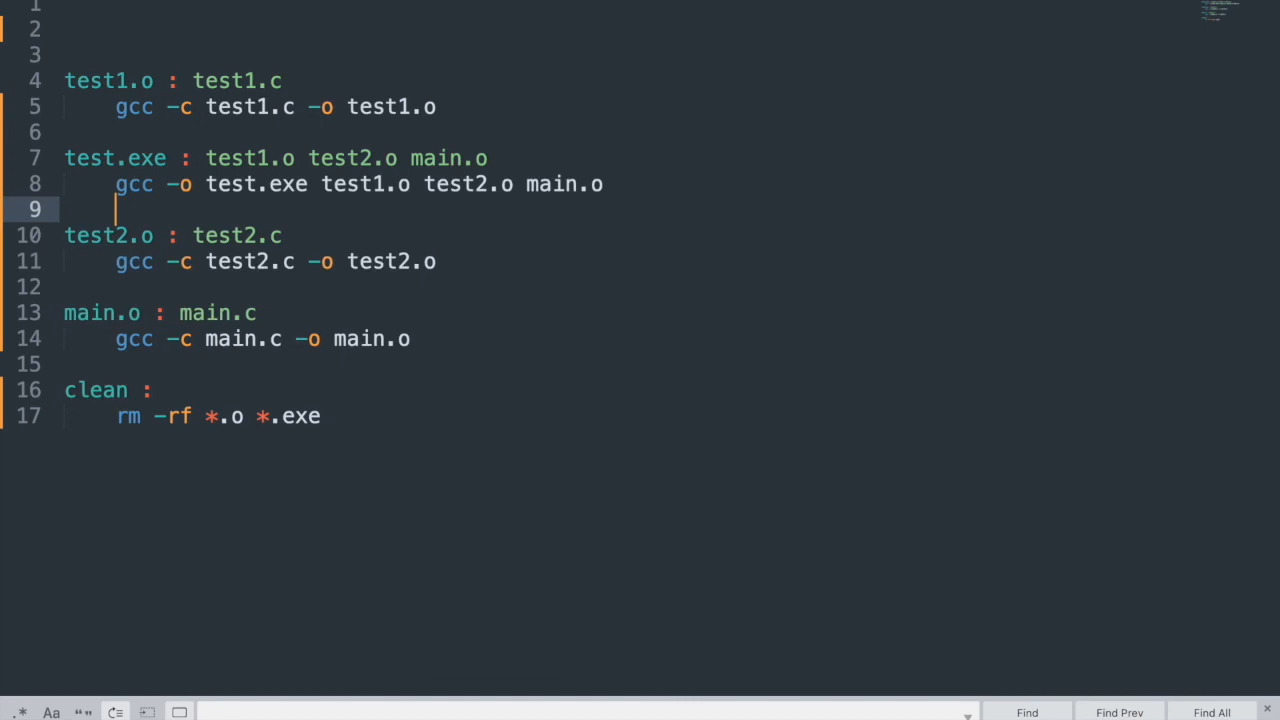 1
2
3
4 test1.o : test1.c
5 gcc -c test1.c -o test1.o
6
7 test.exe : test1.o test2.o main.o
8 gcc -o test.exe test1.o test2.o main.o
9
10 test2.o : test2.c
11 gcc -c test2.c -o test2.o
12
13 main.o : main.c
14 gcc -c main.c -o main.o
15
16 clean :
17 rm -rf *.o *.exe
.* Aa “” Find Find Prev Find All ×